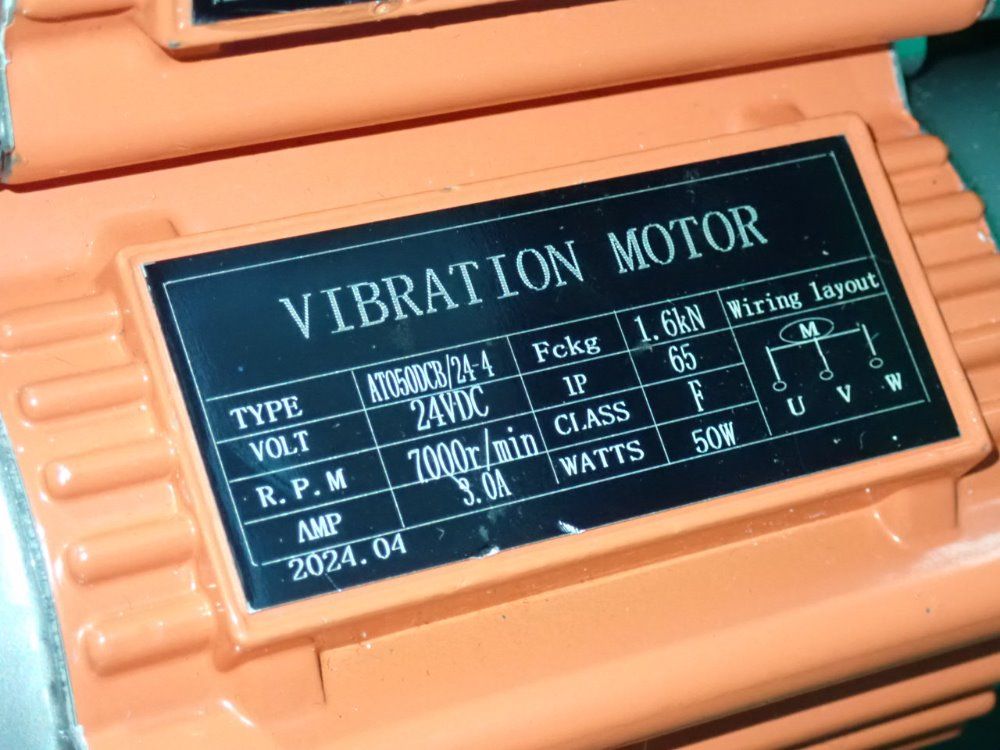 VIBRATION MOTOR
TYPE AT050DCB/24-4 Fckg 1.6kN Wiring layout
VOLT 24VDC IP 65 M
R.P.M 7000r/min CLASS F U V W
AMP 3.0A WATTS 50W
2024.04